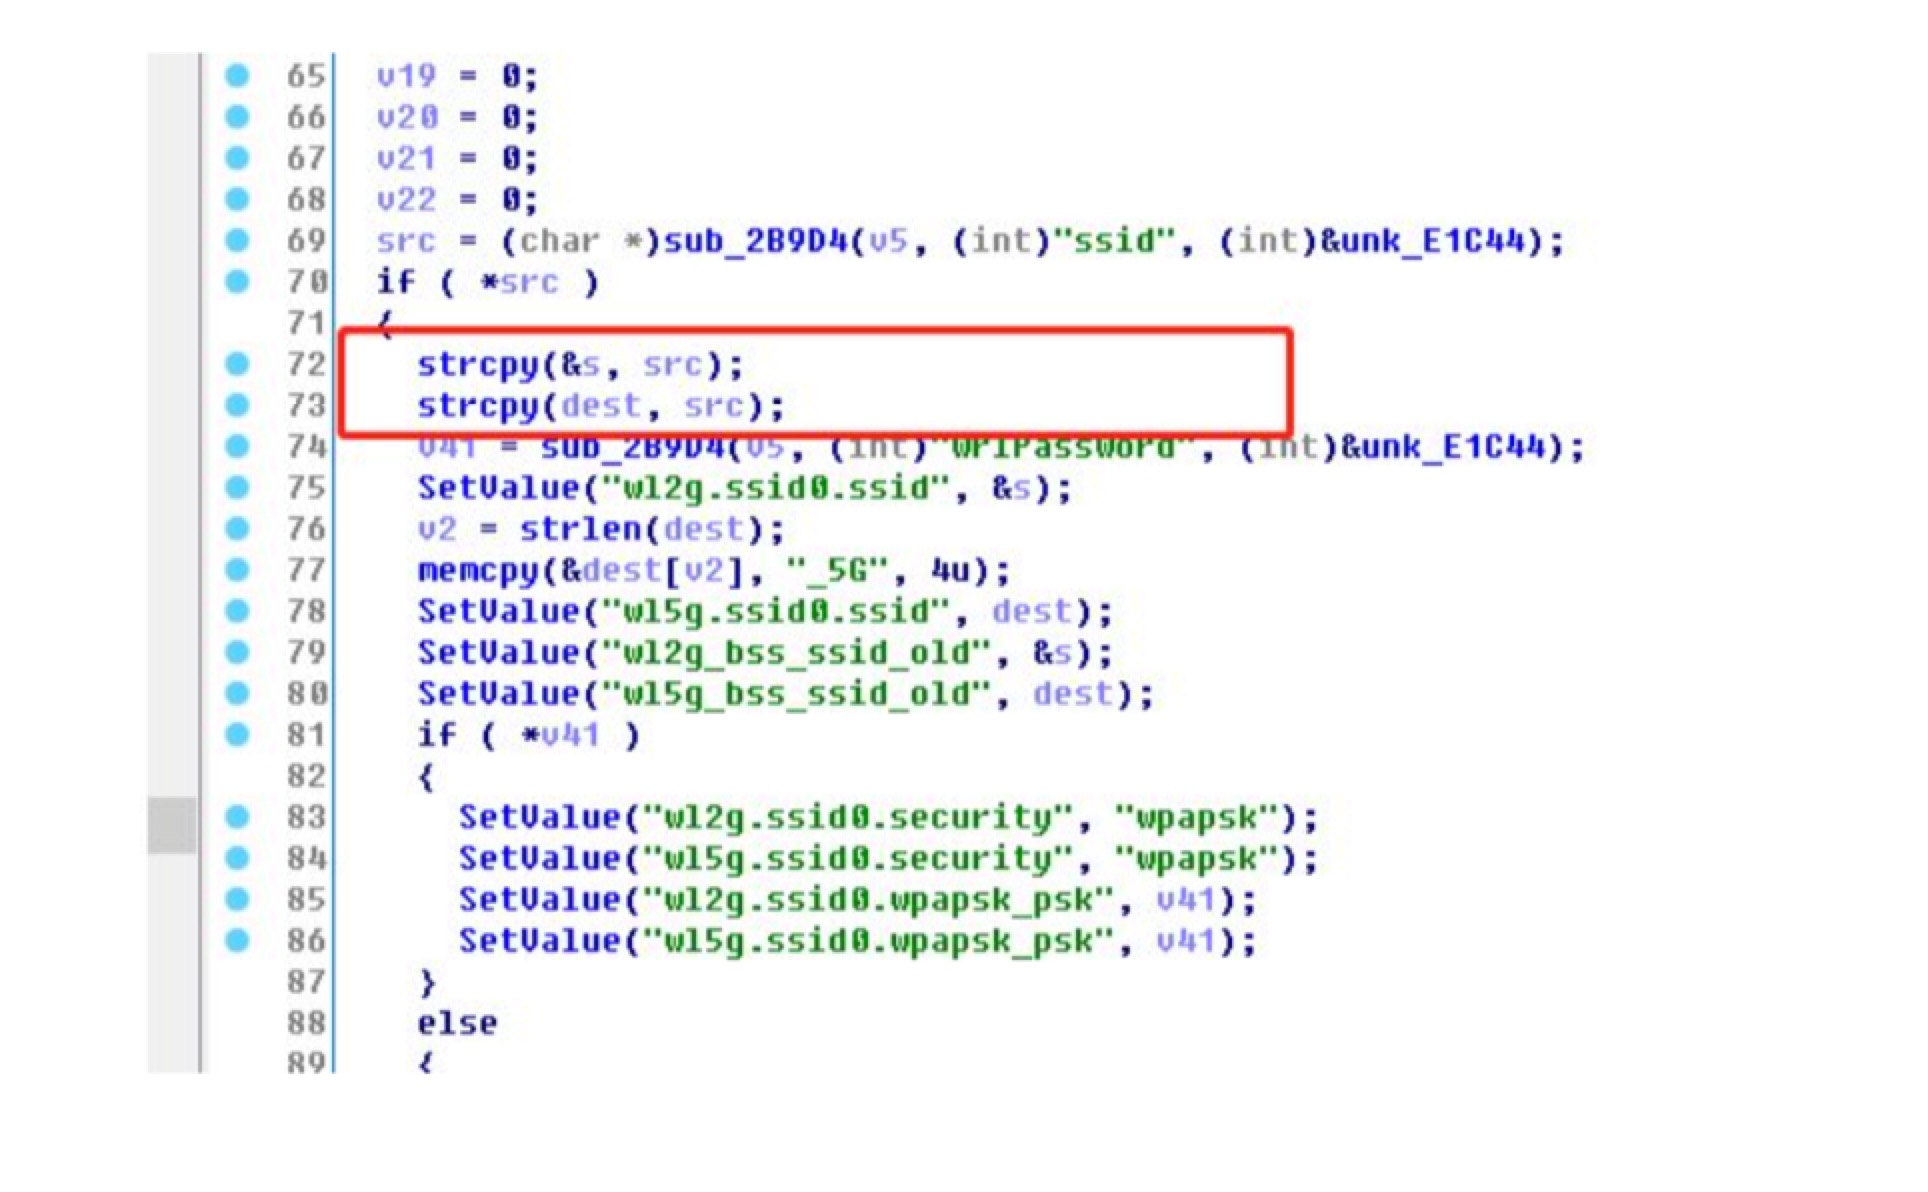 65 v19 = 0;
66 v20 = 0;
67 v21 = 0;
68 v22 = 0;
69 src = (char *)sub_2B9D4(v5, (int)"ssid", (int)&unk_E1C44);
70 if ( *src )
71 {
72 strcpy(&s, src);
73 strcpy(dest, src);
74 v41 = sub_2B9D4(v5, (int)"wrlPassword", (int)&unk_E1C44);
75 SetValue("wl2g.ssid0.ssid", &s);
76 v2 = strlen(dest);
77 memcpy(&dest[v2], "_5G", 4u);
78 SetValue("wl5g.ssid0.ssid", dest);
79 SetValue("wl2g_bss_ssid_old", &s);
80 SetValue("wl5g_bss_ssid_old", dest);
81 if ( *v41 )
82 {
83 SetValue("wl2g.ssid0.security", "wpapsk");
84 SetValue("wl5g.ssid0.security", "wpapsk");
85 SetValue("wl2g.ssid0.wpapsk_psk", v41);
86 SetValue("wl5g.ssid0.wpapsk_psk", v41);
87 }
88 else
89 {